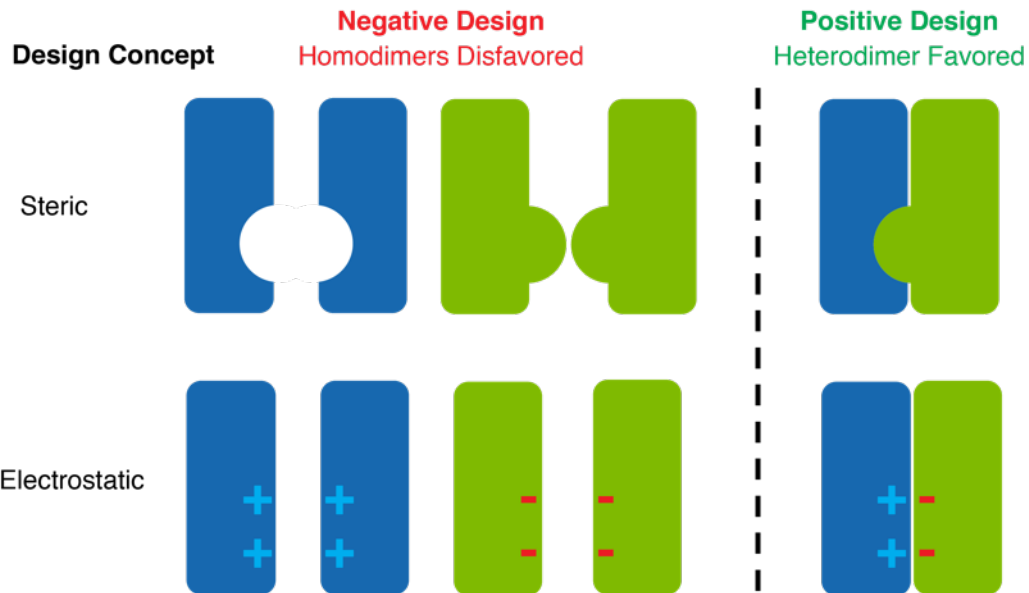 Negative Design
Homodimers Disfavored
Positive Design
Heterodimer Favored
Design Concept
Steric
Electrostatic
+ + - - + -
+ + - - + -